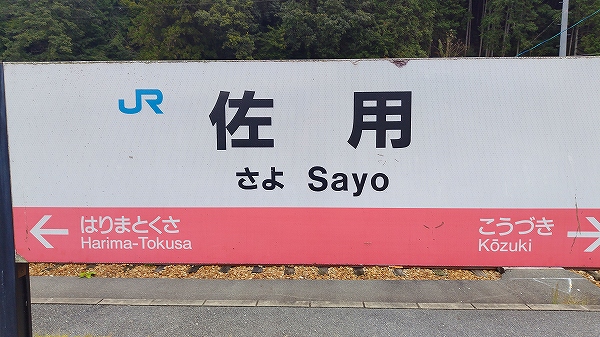 JR 佐用
さよ Sayo
← はりまとくさ こうづき →
Harima-Tokusa Kōzuki